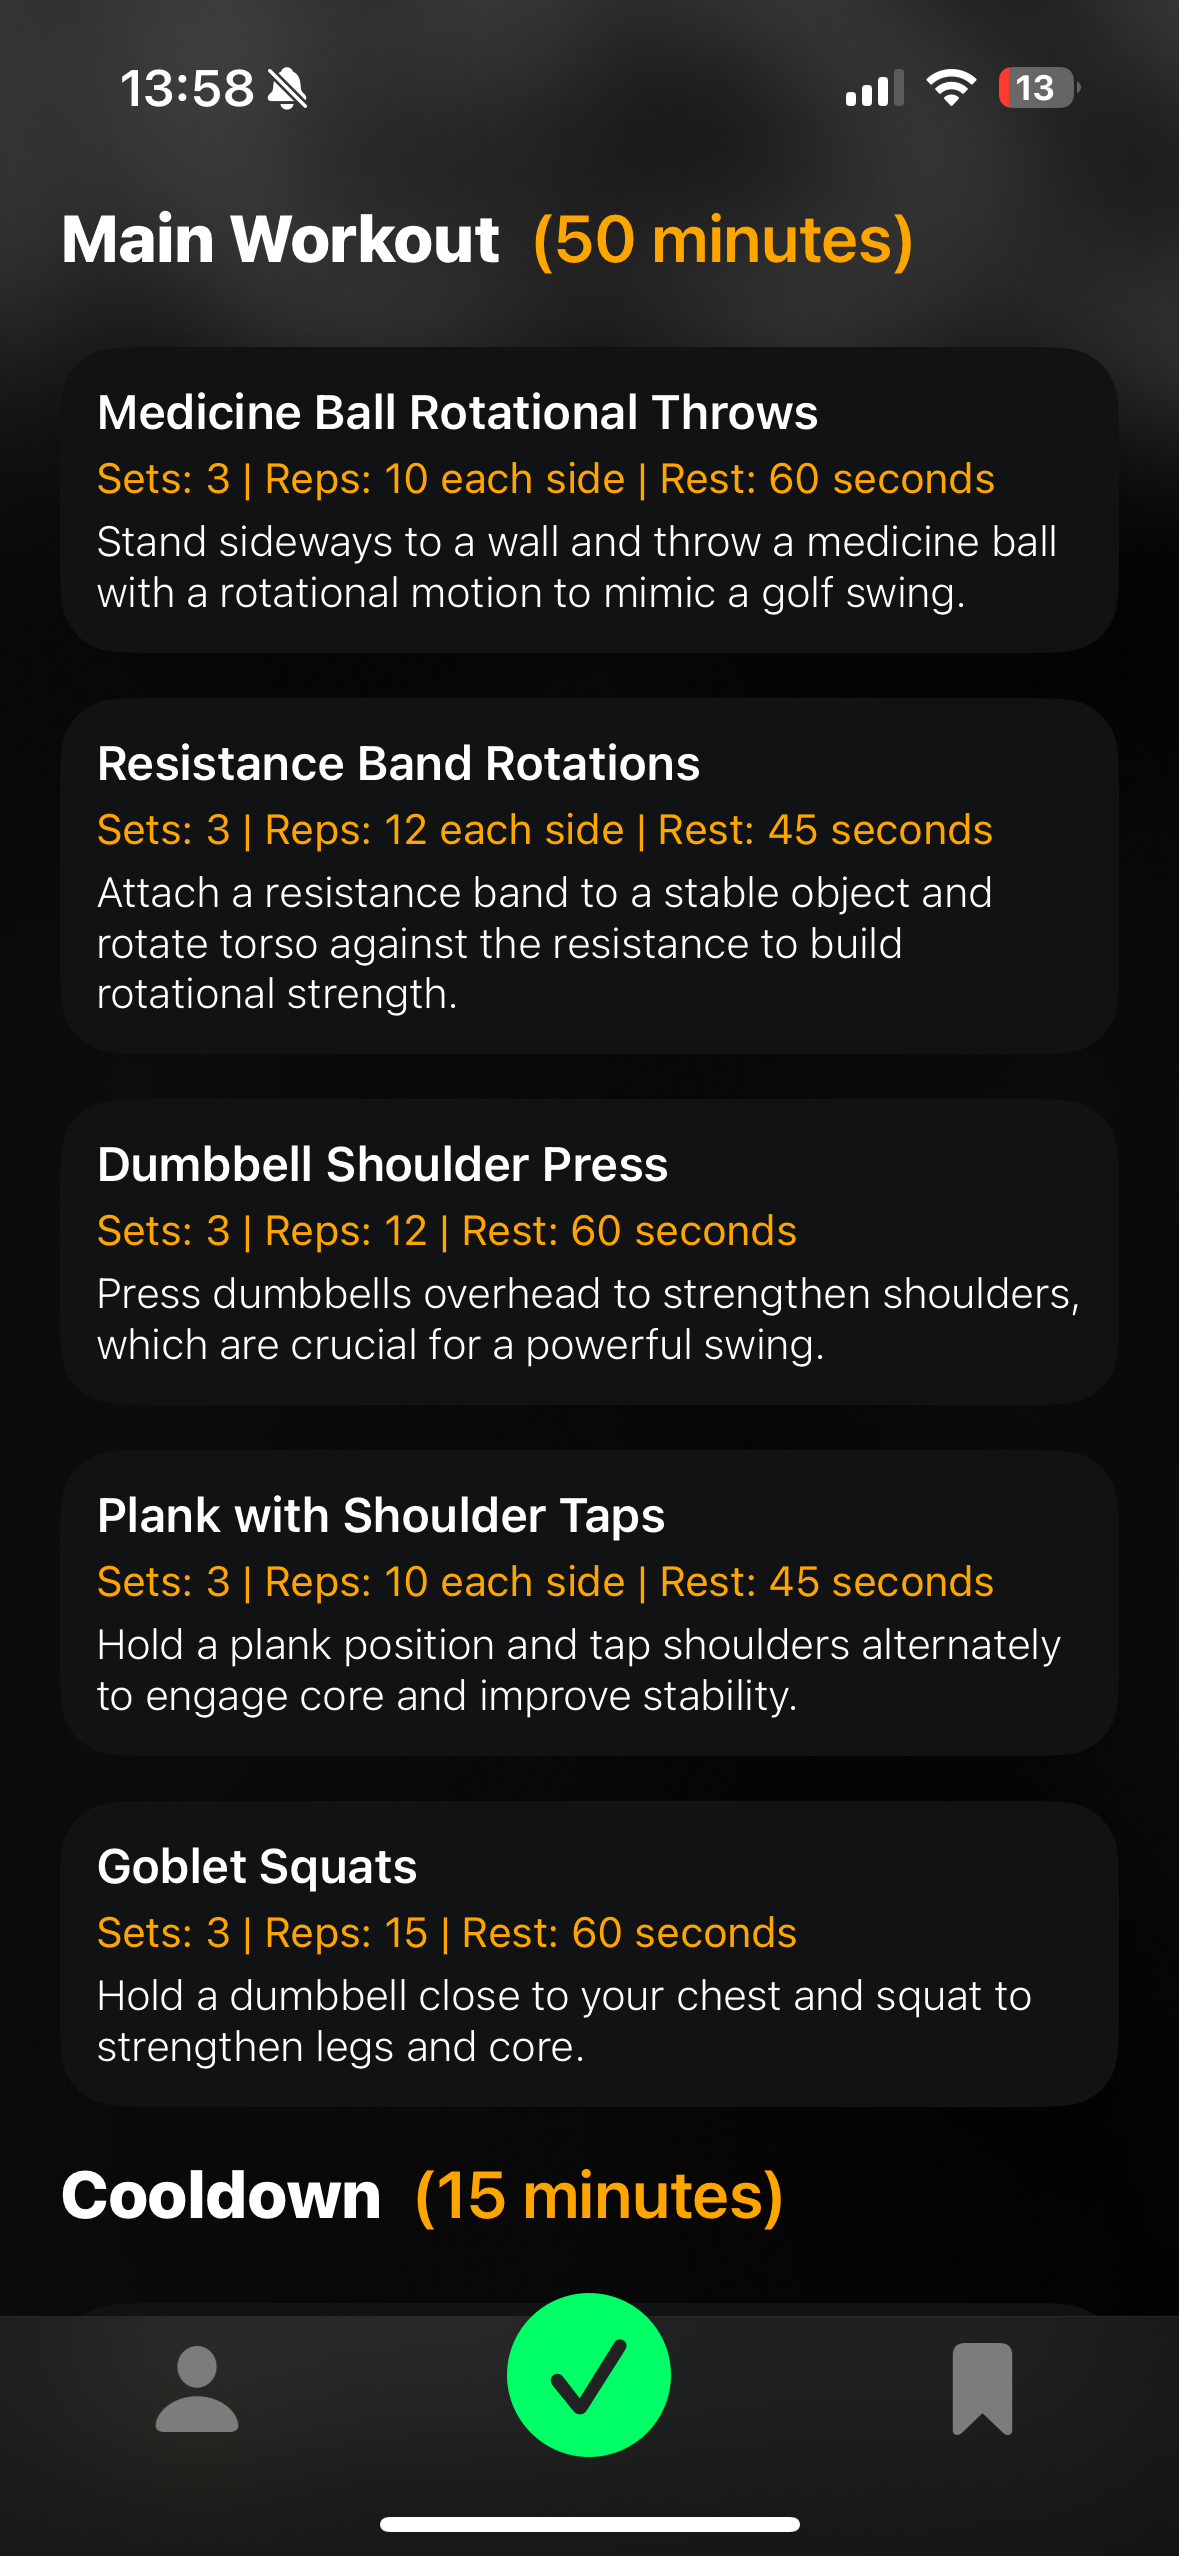 13:58
13
Main Workout (50 minutes)
Medicine Ball Rotational Throws
Sets: 3 | Reps: 10 each side | Rest: 60 seconds
Stand sideways to a wall and throw a medicine ball
with a rotational motion to mimic a golf swing.
Resistance Band Rotations
Sets: 3 | Reps: 12 each side | Rest: 45 seconds
Attach a resistance band to a stable object and
rotate torso against the resistance to build
rotational strength.
Dumbbell Shoulder Press
Sets: 3 | Reps: 12 | Rest: 60 seconds
Press dumbbells overhead to strengthen shoulders,
which are crucial for a powerful swing.
Plank with Shoulder Taps
Sets: 3 | Reps: 10 each side | Rest: 45 seconds
Hold a plank position and tap shoulders alternately
to engage core and improve stability.
Goblet Squats
Sets: 3 | Reps: 15 | Rest: 60 seconds
Hold a dumbbell close to your chest and squat to
strengthen legs and core.
Cooldown (15 minutes)